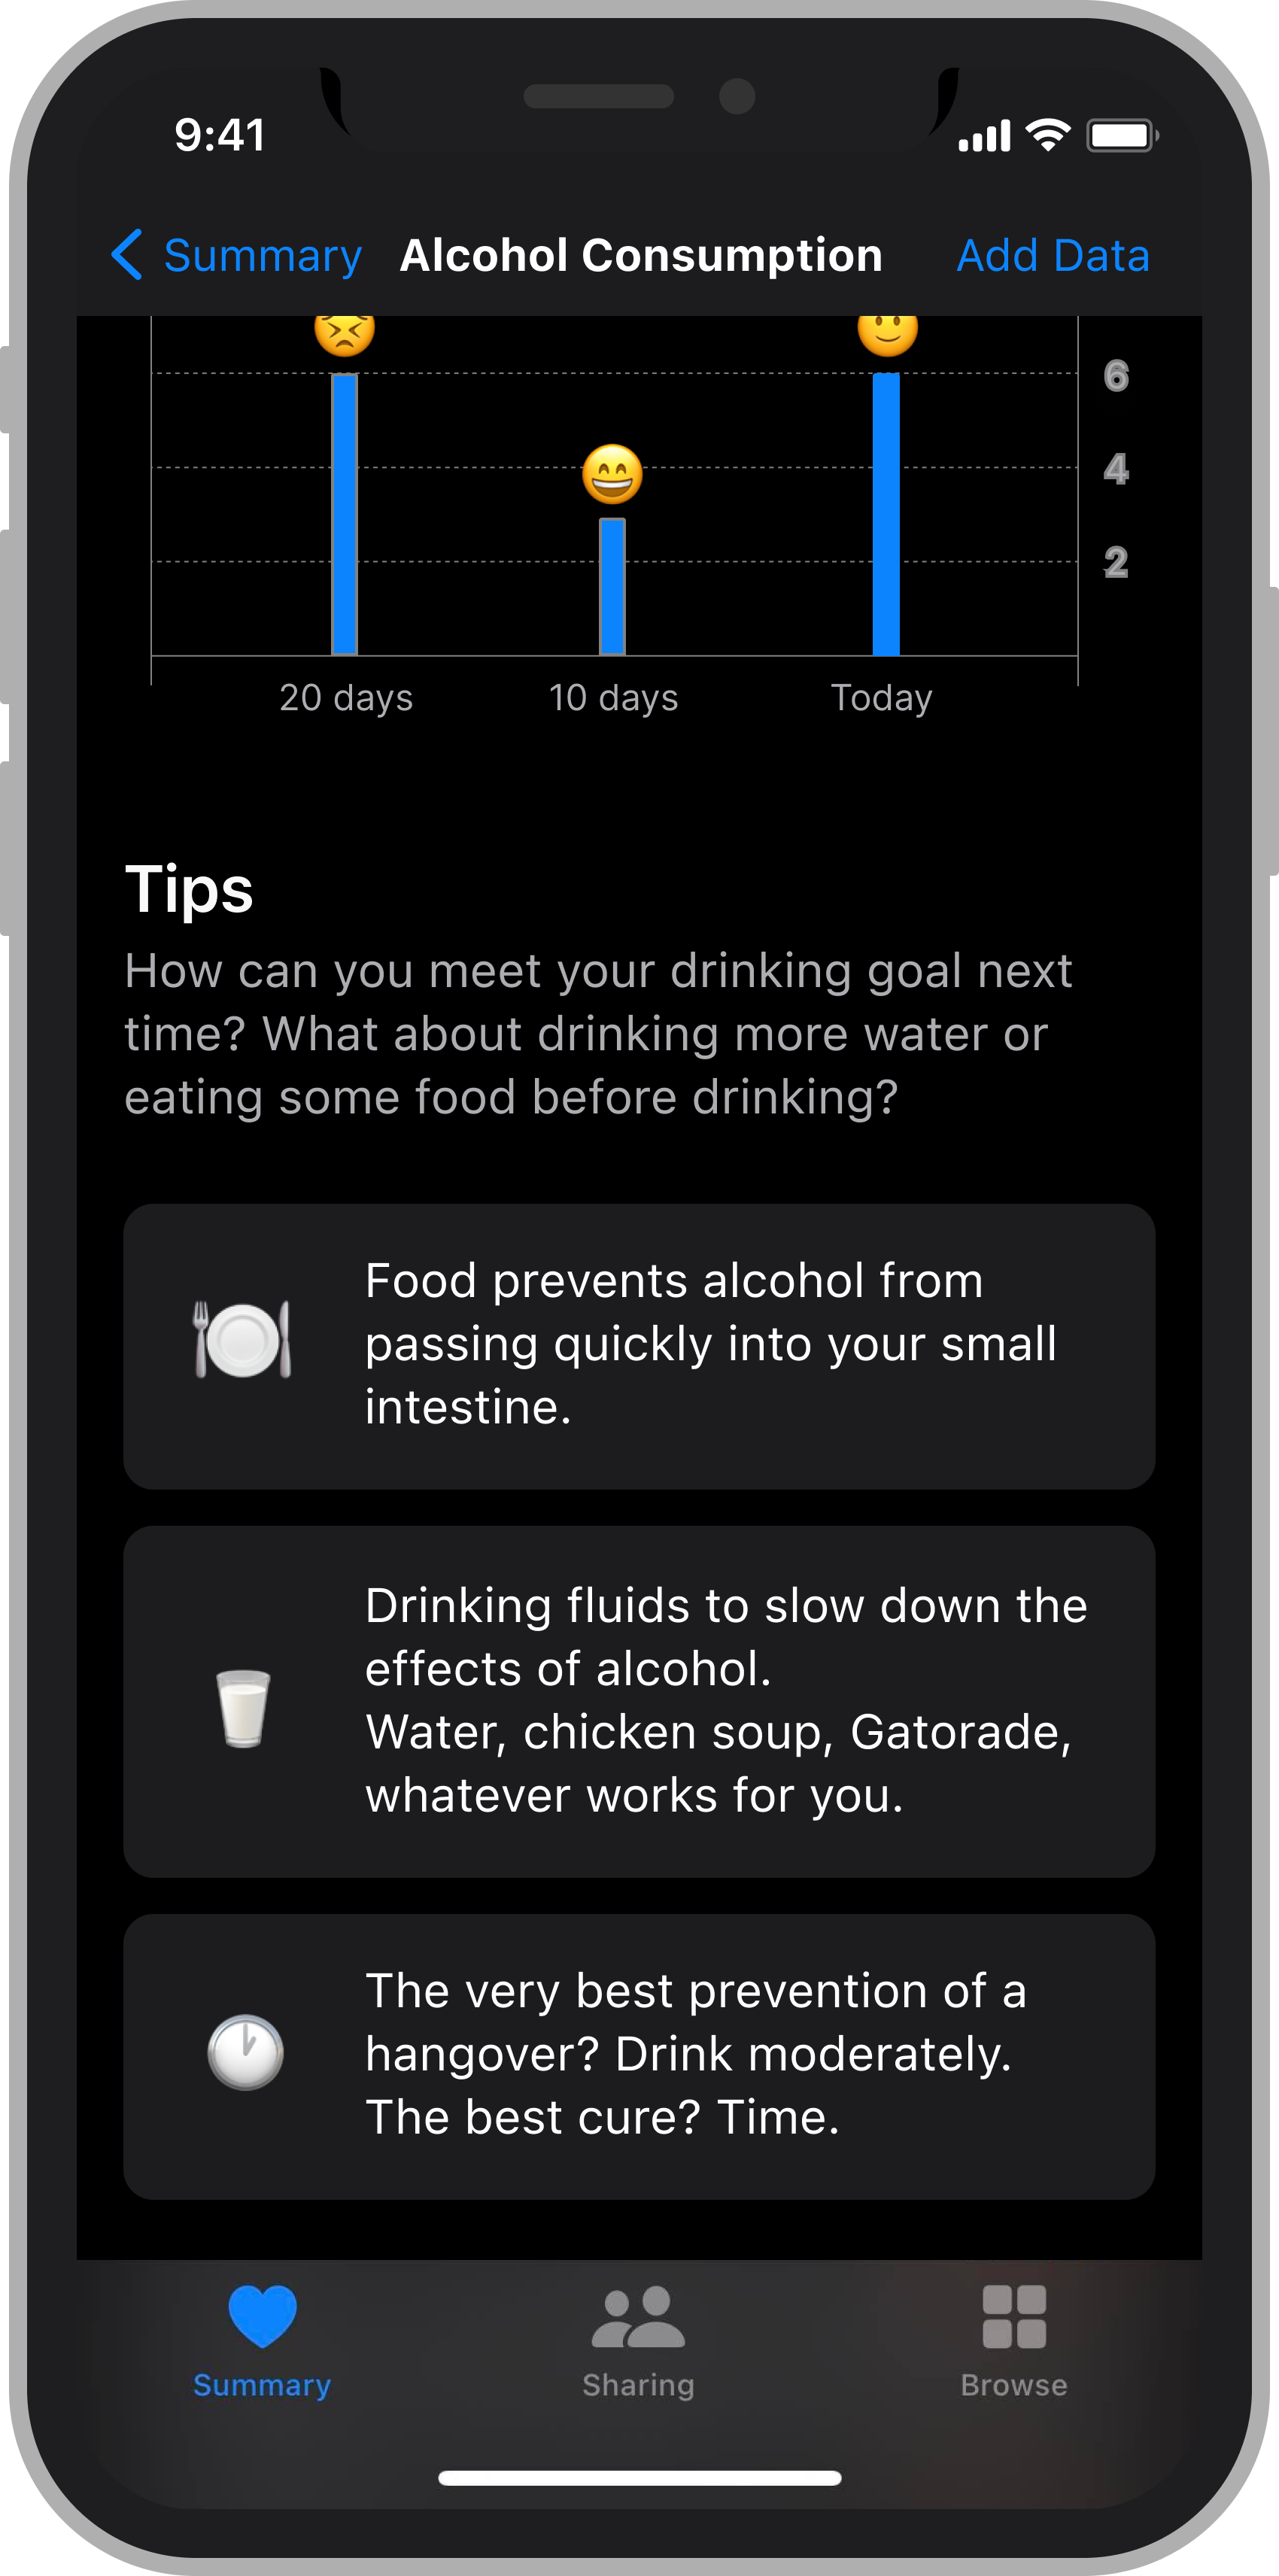 9:41
Summary Alcohol Consumption Add Data
6
4
2
20 days 10 days Today
Tips
How can you meet your drinking goal next
time? What about drinking more water or
eating some food before drinking?
Food prevents alcohol from
passing quickly into your small
intestine.
Drinking fluids to slow down the
effects of alcohol.
Water, chicken soup, Gatorade,
whatever works for you.
The very best prevention of a
hangover? Drink moderately.
The best cure? Time.
Summary Sharing Browse